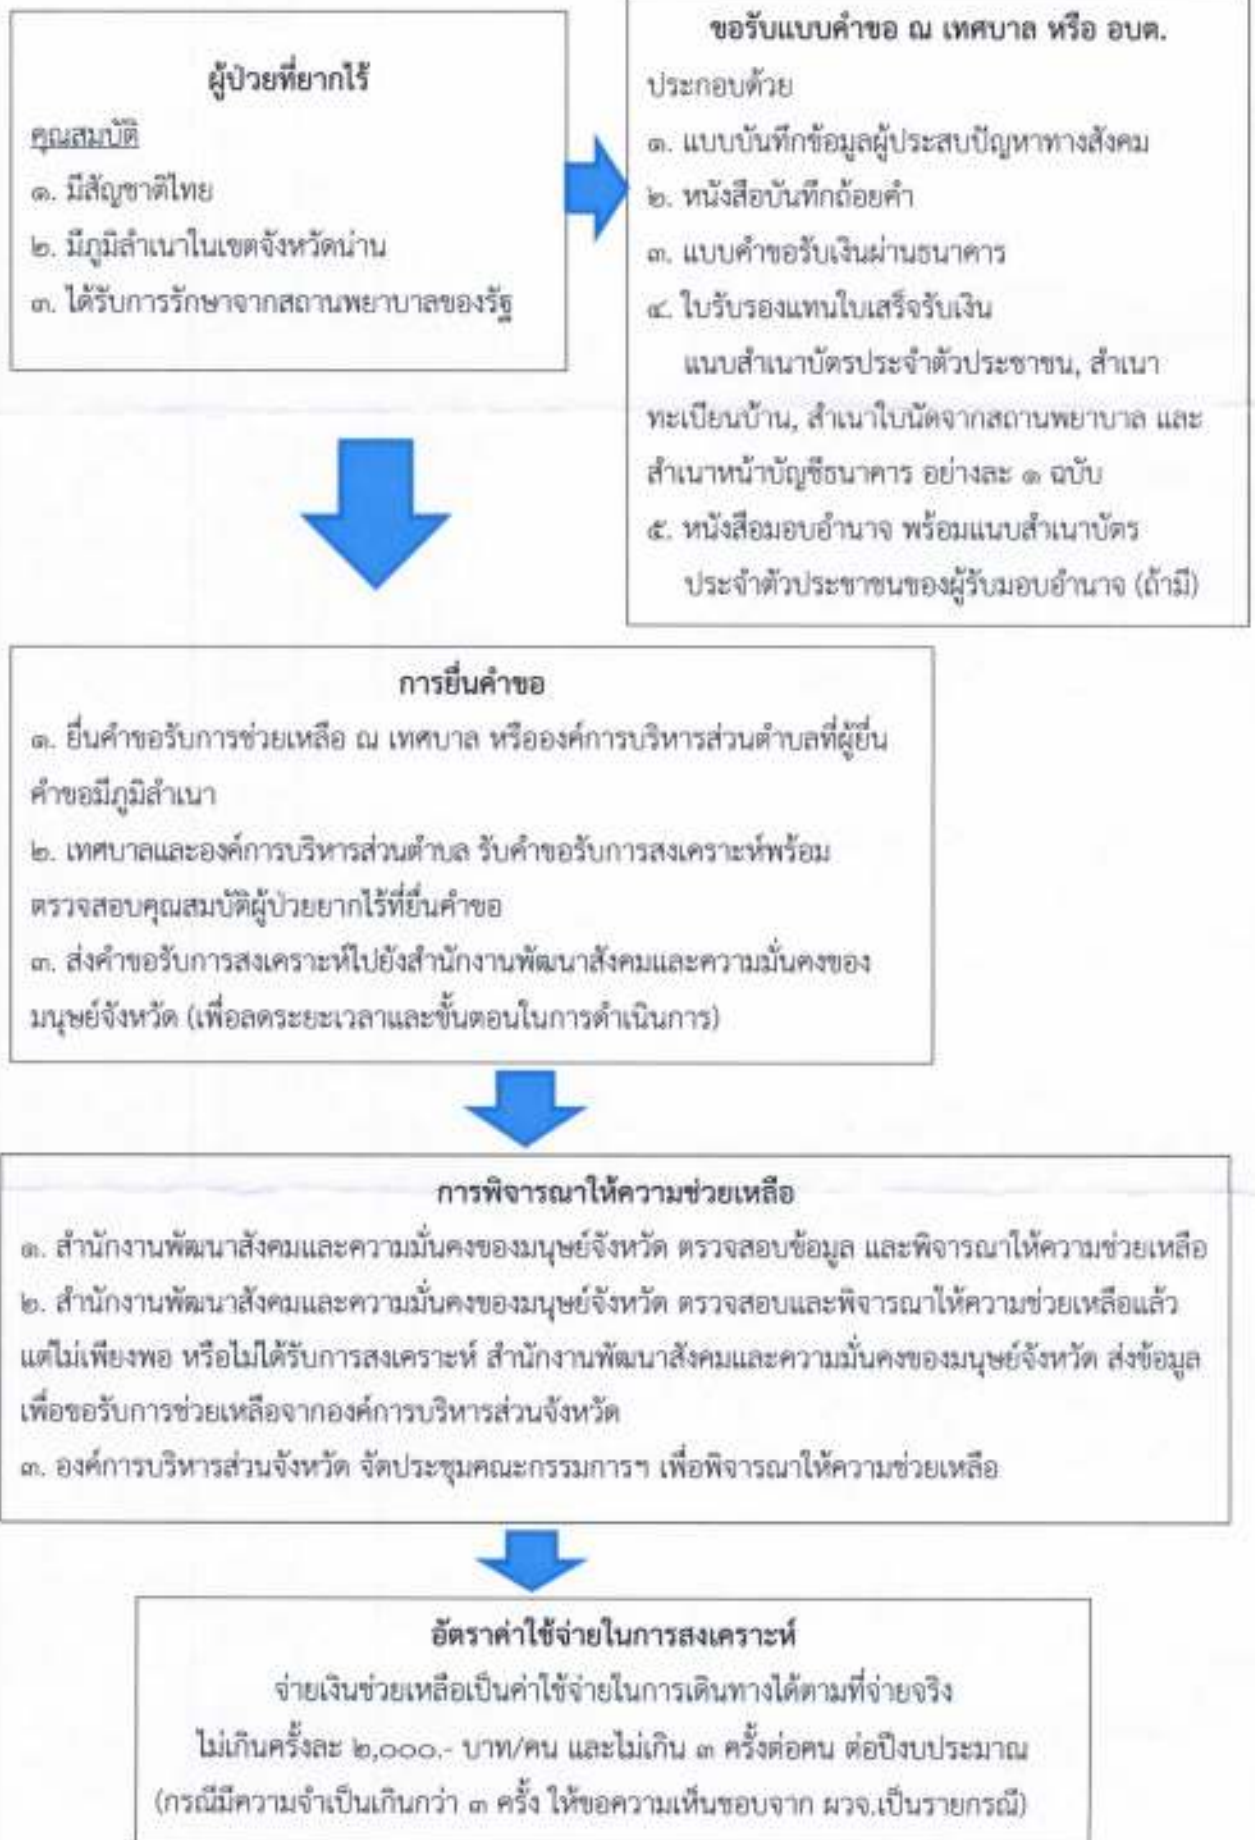 ผู้ป่วยที่ยากไร้
คุณสมบัติ
๑. มีสัญชาติไทย
๒. มีภูมิลำเนาในเขตจังหวัดน่าน
๓. ได้รับการรักษาจากสถานพยาบาลของรัฐ
ขอรับแบบคำขอ ณ เทศบาล หรือ อบต.
ประกอบด้วย
๑. แบบบันทึกข้อมูลผู้ประสบปัญหาทางสังคม
๒. หนังสือบันทึกถ้อยคำ
๓. แบบคำขอรับเงินผ่านธนาคาร
๔. ใบรับรองแทนใบเสร็จรับเงิน
แนบสำเนาบัตรประจำตัวประชาชน, สำเนา
ทะเบียนบ้าน, สำเนาใบนัดจากสถานพยาบาล และ
สำเนาหน้าบัญชีธนาคาร อย่างละ ๑ ฉบับ
๕. หนังสือมอบอำนาจ พร้อมแนบสำเนาบัตร
ประจำตัวประชาชนของผู้รับมอบอำนาจ (ถ้ามี)
การยื่นคำขอ
๑. ยื่นคำขอรับการช่วยเหลือ ณ เทศบาล หรือองค์การบริหารส่วนตำบลที่ผู้ยื่น
คำขอมีภูมิลำเนา
๒. เทศบาลและองค์การบริหารส่วนตำบล รับคำขอรับการสงเคราะห์พร้อม
ตรวจสอบคุณสมบัติผู้ป่วยยากไร้ที่ยื่นคำขอ
๓. ส่งคำขอรับการสงเคราะห์ไปยังสำนักงานพัฒนาสังคมและความมั่นคงของ
มนุษย์จังหวัด (เพื่อลดระยะเวลาและขั้นตอนในการดำเนินการ)
การพิจารณาให้ความช่วยเหลือ
๑. สำนักงานพัฒนาสังคมและความมั่นคงของมนุษย์จังหวัด ตรวจสอบข้อมูล และพิจารณาให้ความช่วยเหลือ
๒. สำนักงานพัฒนาสังคมและความมั่นคงของมนุษย์จังหวัด ตรวจสอบและพิจารณาให้ความช่วยเหลือแล้ว
แต่ไม่เพียงพอ หรือไม่ได้รับการสงเคราะห์ สำนักงานพัฒนาสังคมและความมั่นคงของมนุษย์จังหวัด ส่งข้อมูล
เพื่อขอรับการช่วยเหลือจากองค์การบริหารส่วนจังหวัด
๓. องค์การบริหารส่วนจังหวัด จัดประชุมคณะกรรมการฯ เพื่อพิจารณาให้ความช่วยเหลือ
อัตราค่าใช้จ่ายในการสงเคราะห์
จ่ายเงินช่วยเหลือเป็นค่าใช้จ่ายในการเดินทางได้ตามที่จ่ายจริง
ไม่เกินครั้งละ ๒,๐๐๐.- บาท/คน และไม่เกิน ๓ ครั้งต่อคน ต่อปีงบประมาณ
(กรณีมีความจำเป็นเกินกว่า ๓ ครั้ง ให้ขอความเห็นชอบจาก ผวจ.เป็นรายกรณี)